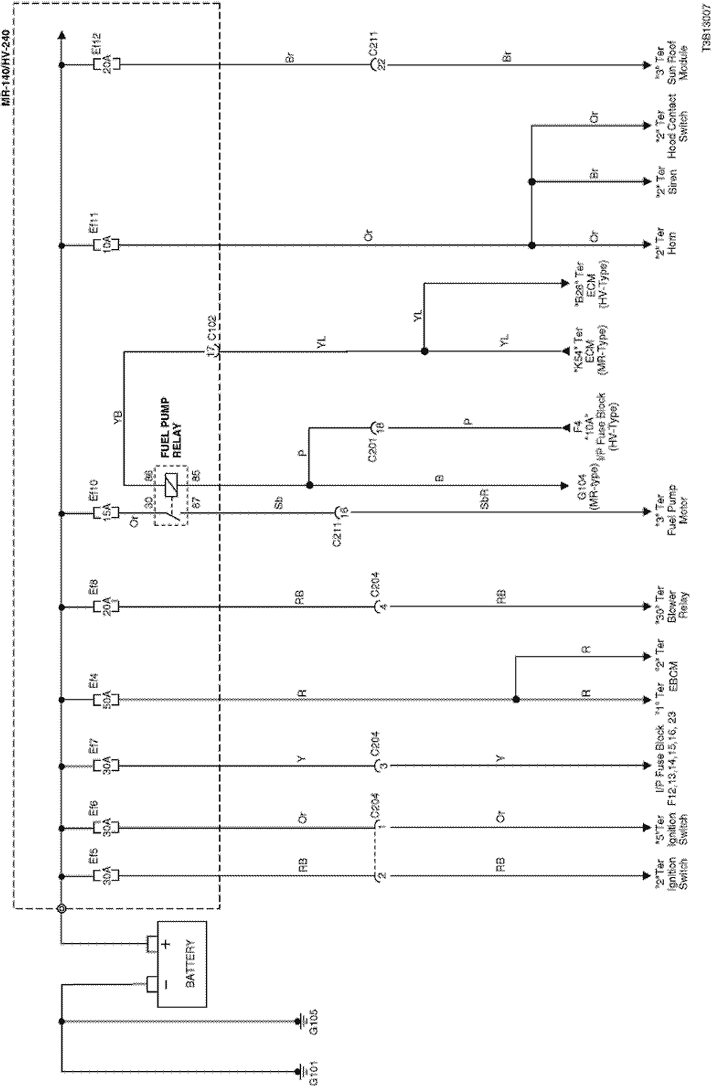 MR-140/HV-240
BATTERY
+
−
G101
G105
Ef5
30A
RB
2
RB
"2"Ter
Ignition
Switch
Ef6
30A
Or
C204
1
Or
"5"Ter
Ignition
Switch
Ef7
30A
Y
C204
3
Y
I/P Fuse Block
F12,13,14,15,16, 23
Ef4
50A
R
R
R
"1" Ter "2" Ter
EBCM
Ef8
20A
RB
C204
4
RB
"30" Ter
Blower
Relay
Ef10
15A
Or
30
86
87
85
FUEL PUMP
RELAY
Sb
C211
16
SbR
"3" Ter
Fuel Pump
Motor
YB
P
B
G104
(MR-type)
C201
18
P
F4
"10A"
I/P Fuse Block
(HV-Type)
17
C102
YL
YL
YL
"K54" Ter
ECM
(MR-Type)
"B26" Ter
ECM
(HV-Type)
Ef11
10A
Or
Or
Br
Or
"2" Ter
Horn
"2" Ter
Siren
"2" Ter
Hood Contact
Switch
Ef12
20A
Br
C211
22
Br
"3" Ter
Sun Roof
Module
T3B13007